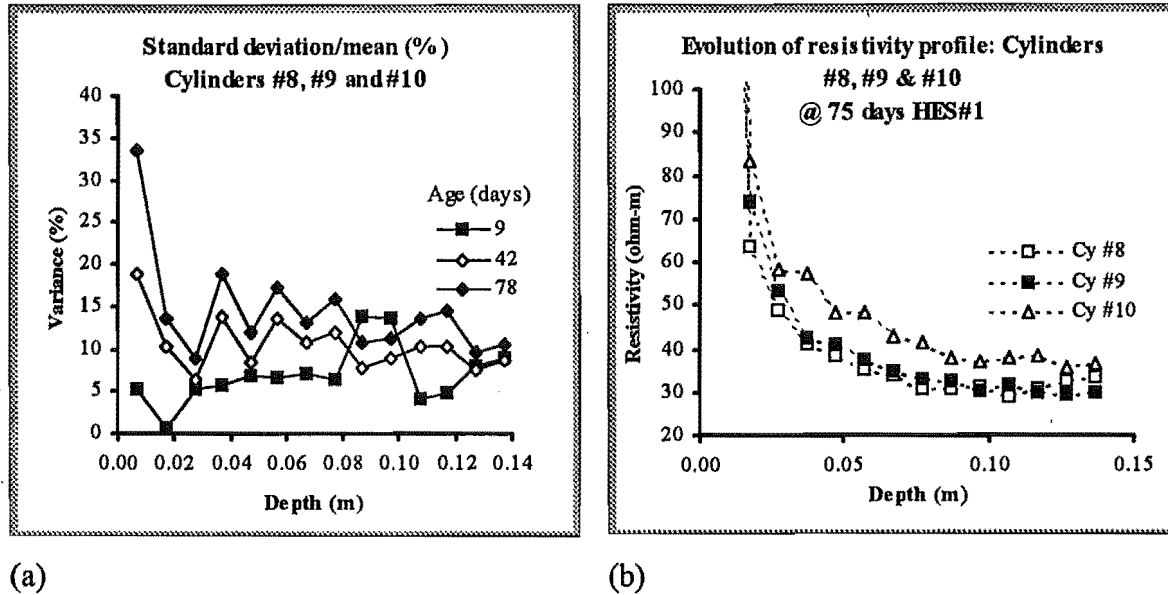 Standard deviation/mean (%)
Cylinders #8, #9 and #10
40
35
30
25
20
15
10
5
0
Variance (%)
Age (days)
9
42
78
0.00 0.02 0.04 0.06 0.08 0.10 0.12 0.14
Depth (m)
(a)
Evolution of resistivity profile: Cylinders
#8, #9 & #10
@ 75 days HES#1
100
90
80
70
60
50
40
30
20
Resistivity (ohm-m)
Cy #8
Cy #9
Cy #10
0.00 0.05 0.10 0.15
Depth (m)
(b)